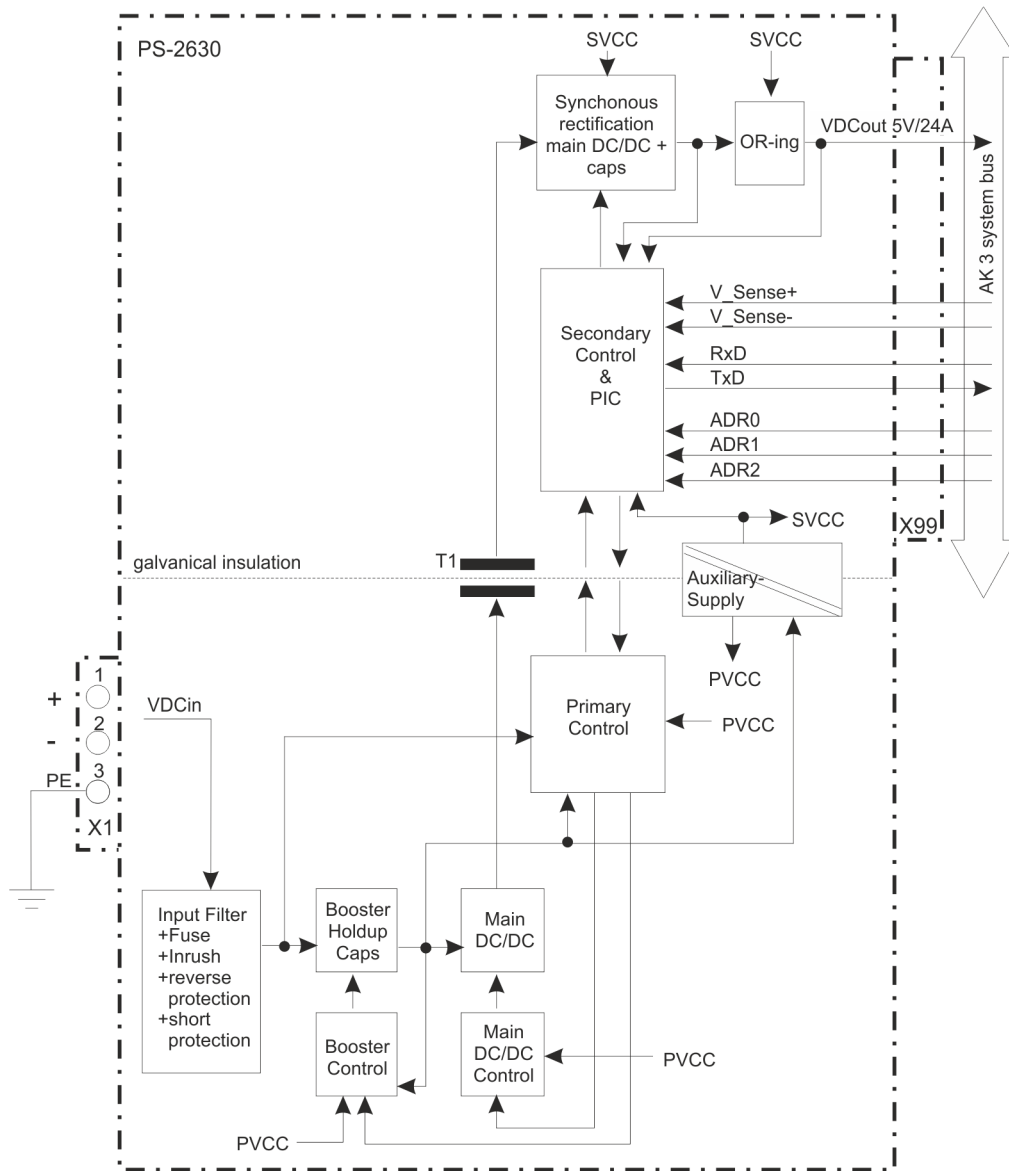 PS-2630
SVCC
SVCC
Synchonous
rectification
main DC/DC +
caps
OR-ing
VDCout 5V/24A
AK 3 system bus
V_Sense+
V_Sense-
Secondary
Control
&
PIC
RxD
TxD
ADR0
ADR1
ADR2
SVCC
X99
galvanical insulation
T1
Auxiliary-
Supply
PVCC
1
+
2
-
3
PE
X1
VDCin
Primary
Control
PVCC
Input Filter
+Fuse
+Inrush
+reverse
protection
+short
protection
Booster
Holdup
Caps
Main
DC/DC
Booster
Control
Main
DC/DC
Control
PVCC
PVCC